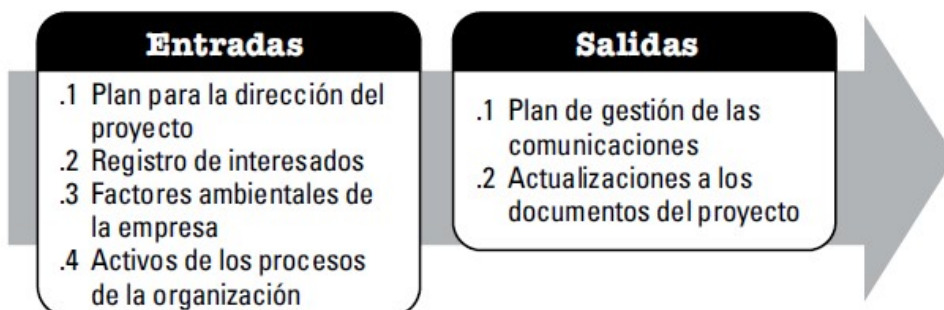 Entradas
.1 Plan para la dirección del
proyecto
.2 Registro de interesados
.3 Factores ambientales de
la empresa
.4 Activos de los procesos
de la organización
Salidas
.1 Plan de gestión de las
comunicaciones
.2 Actualizaciones a los
documentos del proyecto